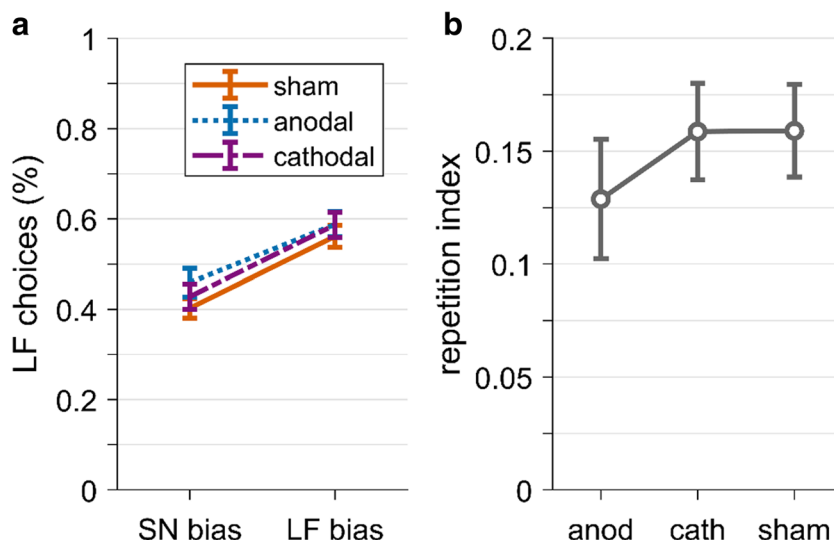 a
1
0.8
0.6
0.4
0.2
0
LF choices (%)
sham
anodal
cathodal
SN bias
LF bias
b
0.2
0.15
0.1
0.05
0
repetition index
anod
cath
sham